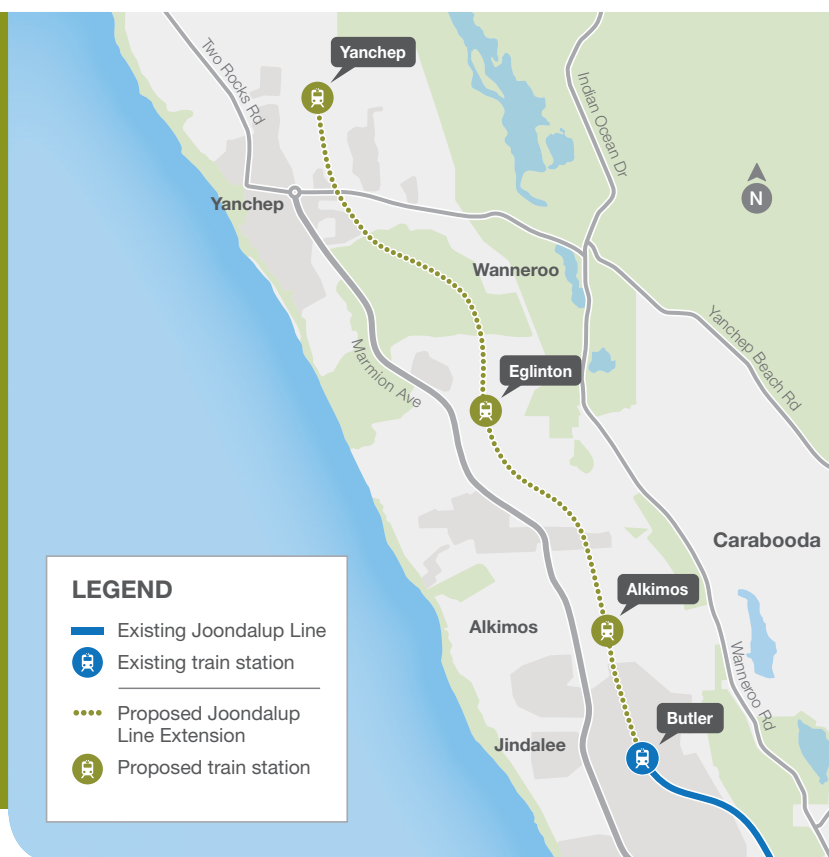 Yanchep
Two Rocks Rd
Indian Ocean Dr
N
Yanchep
Wanneroo
Yanchep Beach Rd
Marmion Ave
Eglinton
Carabooda
Alkimos
Alkimos
Wanneroo Rd
Butler
Jindalee
LEGEND
Existing Joondalup Line
Existing train station
Proposed Joondalup
Line Extension
Proposed train station